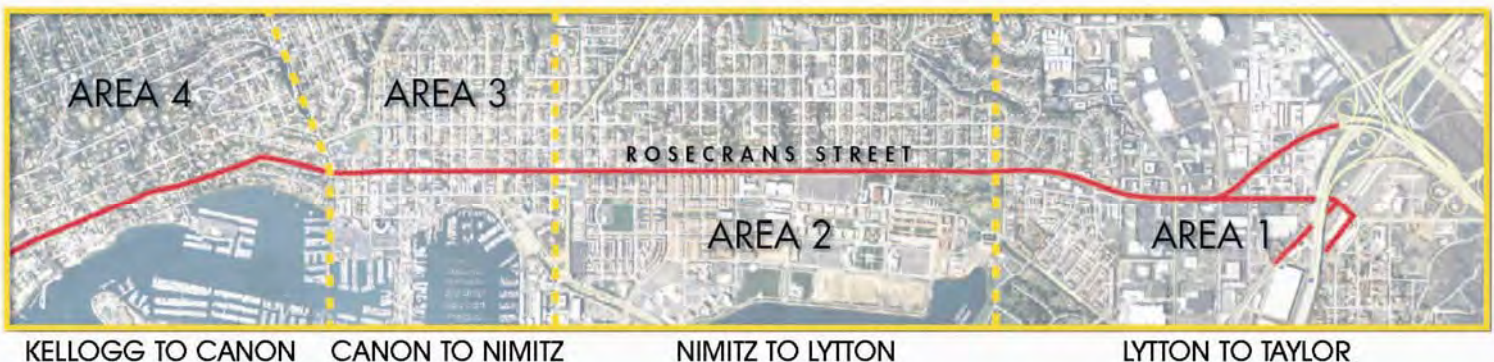 AREA 4
AREA 3
ROSECRANS STREET
AREA 2
AREA 1
KELLOGG TO CANON
CANON TO NIMITZ
NIMITZ TO LYTTON
LYTTON TO TAYLOR